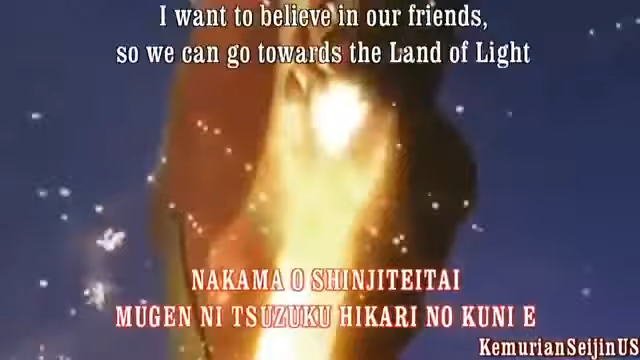 I want to believe in our friends,
so we can go towards the Land of Light
NAKAMA O SHINJITEITAI
MUGEN NI TSUZUKU HIKARI NO KUNI E
KemurianSeijinUS